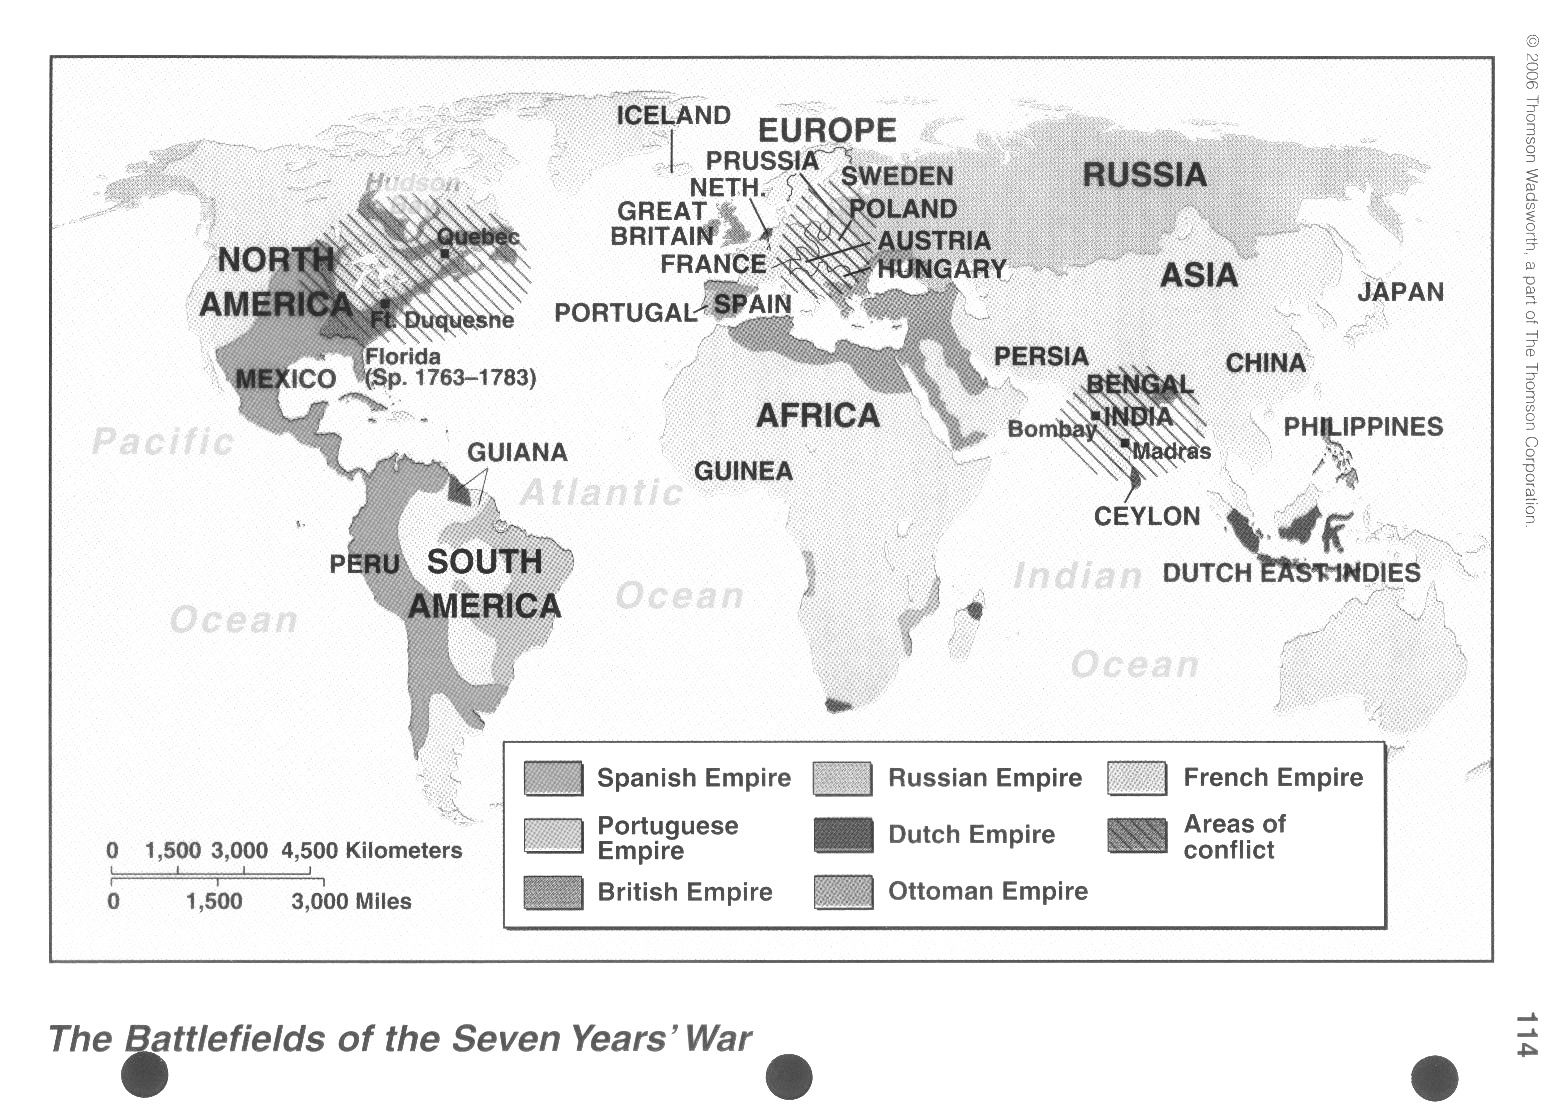 © 2006 Thomson Wadsworth, a part of The Thomson Corporation.
ICELAND
EUROPE
PRUSSIA
NETH.
SWEDEN
RUSSIA
Hudson
GREAT
BRITAIN
POLAND
Quebec
AUSTRIA
FRANCE
HUNGARY
NORTH
AMERICA
ASIA
JAPAN
PORTUGAL
SPAIN
Ft. Duquesne
Florida
(Sp. 1763–1783)
MEXICO
PERSIA
CHINA
BENGAL
AFRICA
INDIA
Bombay
Madras
PHILIPPINES
Pacific
GUIANA
GUINEA
Atlantic
CEYLON
PERU
SOUTH
AMERICA
Indian
DUTCH EAST INDIES
Ocean
Ocean
Ocean
Spanish Empire
Russian Empire
French Empire
Portuguese
Empire
Dutch Empire
Areas of
conflict
British Empire
Ottoman Empire
0 1,500 3,000 4,500 Kilometers
0 1,500 3,000 Miles
The Battlefields of the Seven Years' War
114